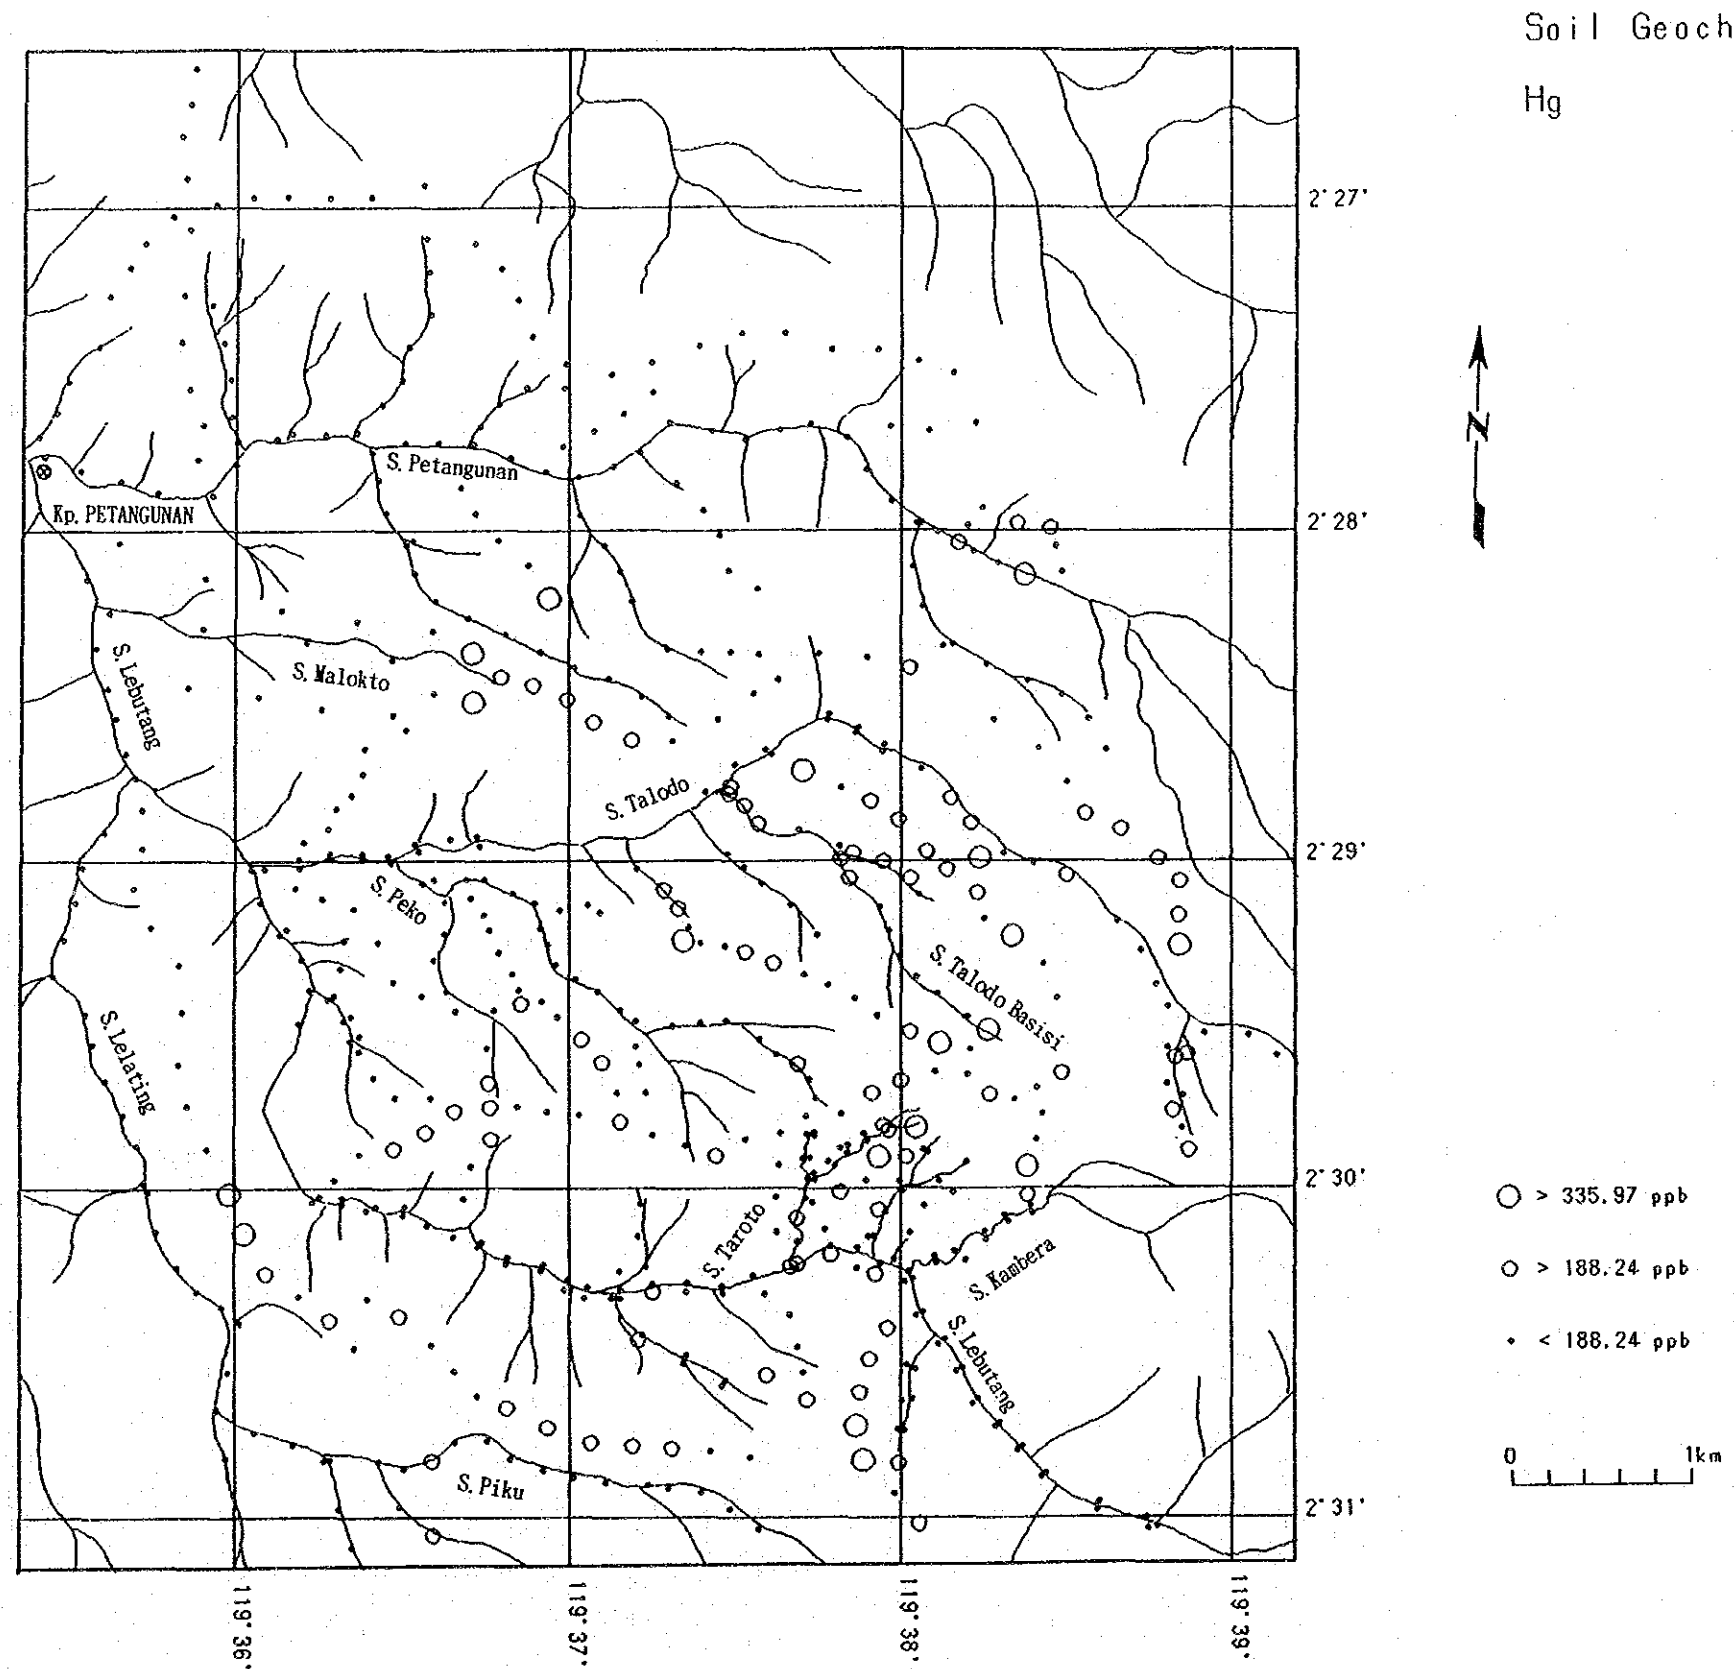 Soil Geoch
Hg
2°27'
S. Petangunan
Kp. PETANGUNAN
2°28'
S. Lebutang
S. Malokto
S. Talodo
2°29'
S. Peko
S. Talodo Basisi
S. Lelating
2°30'
> 335.97 ppb
S. Taroto
S. Kambera
> 188.24 ppb
S. Lebutang
< 188.24 ppb
0 1km
S. Piku
2°31'
119°36'
119°37'
119°38'
119°39'
N